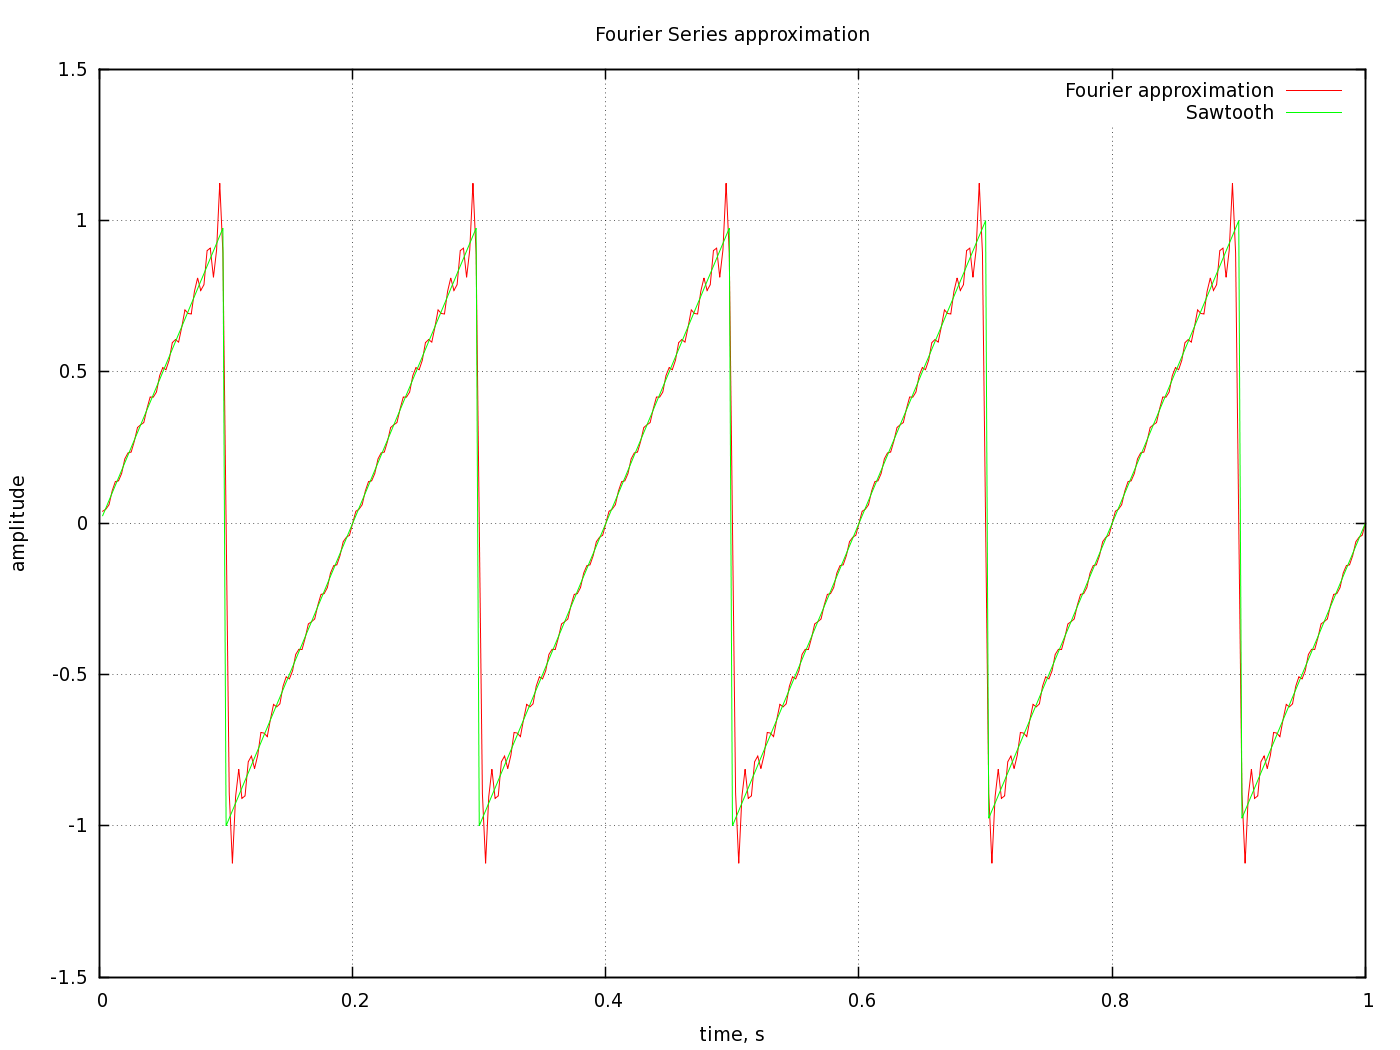 Fourier Series approximation
1.5
Fourier approximation
Sawtooth
1
0.5
0
-0.5
-1
-1.5
amplitude
0 0.2 0.4 0.6 0.8 1
time, s